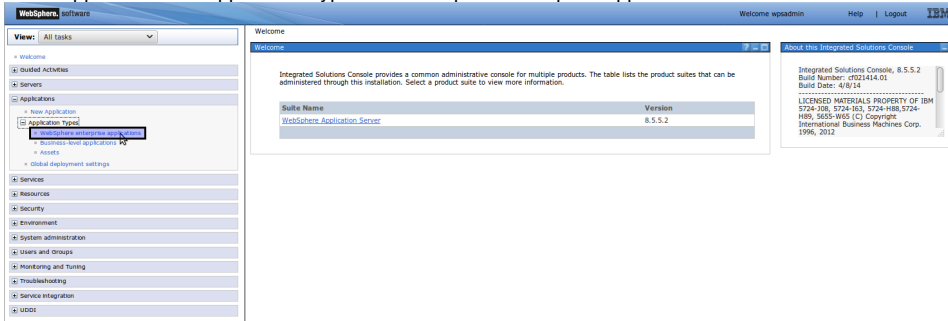 WebSphere. software
Welcome wpsadmin Help | Logout IBM
View: All tasks
Welcome
Guided Activities
Servers
Applications
New Application
Application Types
WebSphere enterprise applications
Business-level applications
Assets
Global deployment settings
Services
Resources
Security
Environment
System administration
Users and Groups
Monitoring and Tuning
Troubleshooting
Service integration
UDDI
Welcome
Welcome
Integrated Solutions Console provides a common administrative console for multiple products. The table lists the product suites that can be
administered through this installation. Select a product suite to view more information.
Suite Name Version
WebSphere Application Server 8.5.5.2
About this Integrated Solutions Console
Integrated Solutions Console, 8.5.5.2
Build Number: cf021414.01
Build Date: 4/8/14
----------------------------------
LICENSED MATERIALS PROPERTY OF IBM
5724-J08, 5724-I63, 5724-H88,5724-
H89, 5655-W65 (C) Copyright
International Business Machines Corp.
1996, 2012